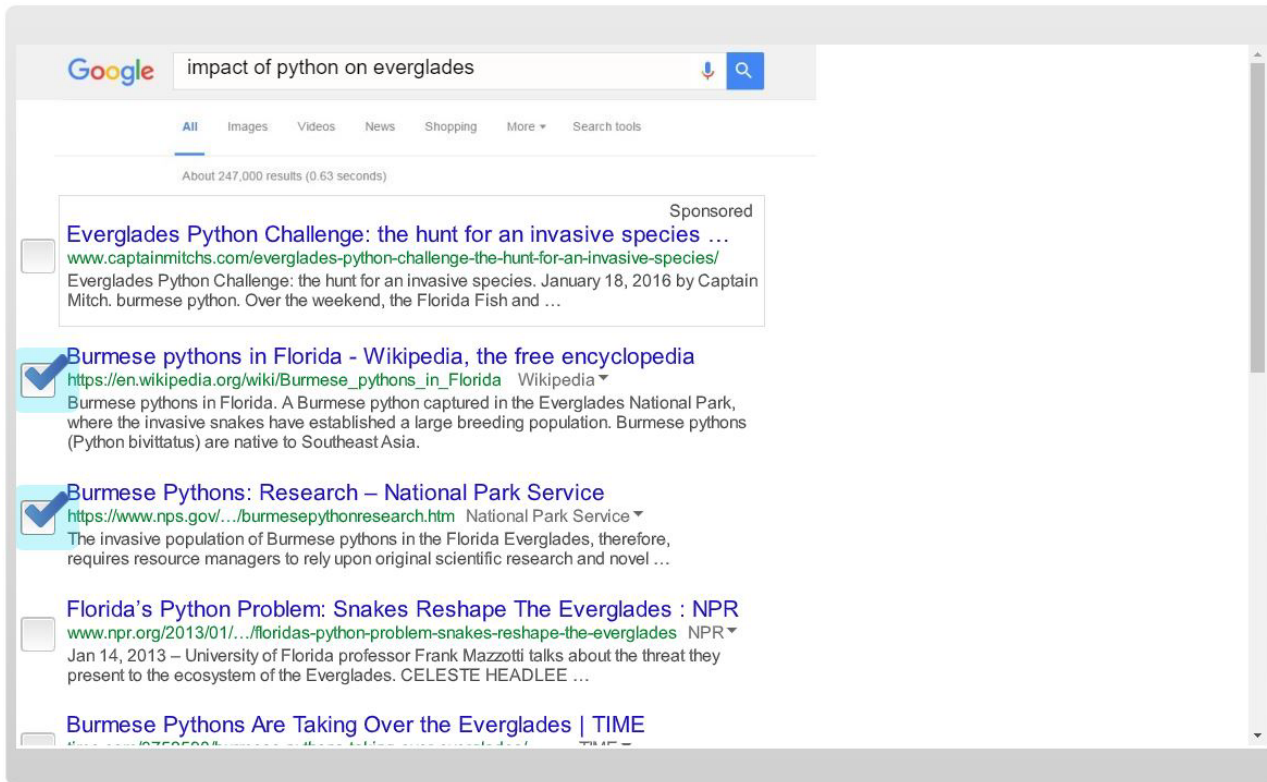 Google impact of python on everglades
All Images Videos News Shopping More Search tools
About 247,000 results (0.63 seconds)
Sponsored
Everglades Python Challenge: the hunt for an invasive species …
www.captainmitchs.com/everglades-python-challenge-the-hunt-for-an-invasive-species/
Everglades Python Challenge: the hunt for an invasive species. January 18, 2016 by Captain
Mitch. burmese python. Over the weekend, the Florida Fish and …
Burmese pythons in Florida - Wikipedia, the free encyclopedia
https://en.wikipedia.org/wiki/Burmese_pythons_in_Florida Wikipedia
Burmese pythons in Florida. A Burmese python captured in the Everglades National Park,
where the invasive snakes have established a large breeding population. Burmese pythons
(Python bivittatus) are native to Southeast Asia.
Burmese Pythons: Research – National Park Service
https://www.nps.gov/…/burmesepythonresearch.htm National Park Service
The invasive population of Burmese pythons in the Florida Everglades, therefore,
requires resource managers to rely upon original scientific research and novel …
Florida’s Python Problem: Snakes Reshape The Everglades : NPR
www.npr.org/2013/01/…/floridas-python-problem-snakes-reshape-the-everglades NPR
Jan 14, 2013 – University of Florida professor Frank Mazzotti talks about the threat they
present to the ecosystem of the Everglades. CELESTE HEADLEE …
Burmese Pythons Are Taking Over the Everglades | TIME
TIME